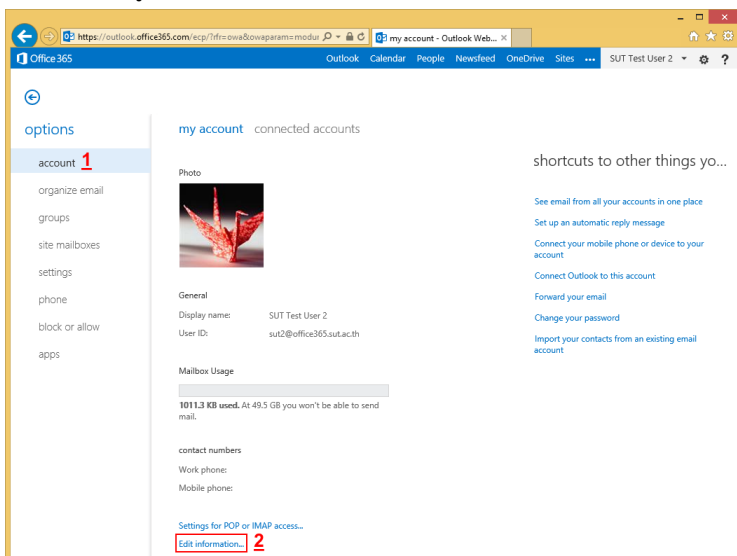 https://outlook.office365.com/ecp/?rfr=owa&owaparam=modur
my account - Outlook Web...
Office 365
Outlook Calendar People Newsfeed OneDrive Sites ••• SUT Test User 2 ?
options
account 1
organize email
groups
site mailboxes
settings
phone
block or allow
apps
my account connected accounts
Photo
General
Display name: SUT Test User 2
User ID: sut2@office365.sut.ac.th
Mailbox Usage
1011.3 KB used. At 49.5 GB you won't be able to send
mail.
contact numbers
Work phone:
Mobile phone:
Settings for POP or IMAP access...
Edit information... 2
shortcuts to other things yo...
See email from all your accounts in one place
Set up an automatic reply message
Connect your mobile phone or device to your
account
Connect Outlook to this account
Forward your email
Change your password
Import your contacts from an existing email
account